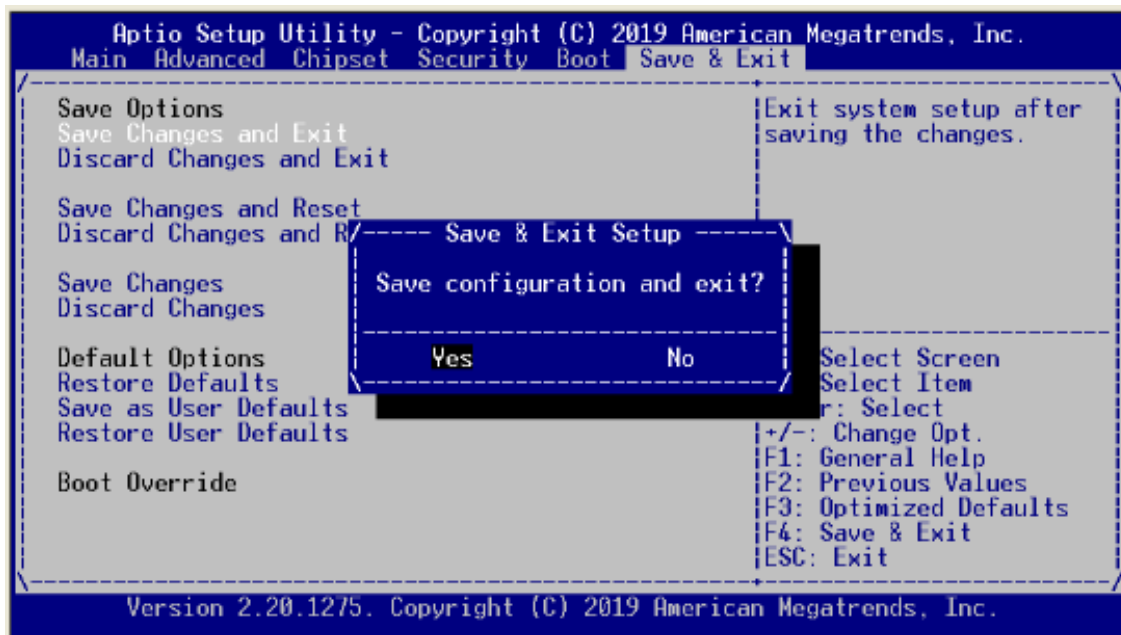 Aptio Setup Utility - Copyright (C) 2019 American Megatrends, Inc.
Main Advanced Chipset Security Boot Save & Exit
Save Options
Save Changes and Exit
Discard Changes and Exit
Save Changes and Reset
Discard Changes and R
Save Changes
Discard Changes
Default Options
Restore Defaults
Save as User Defaults
Restore User Defaults
Boot Override
Save & Exit Setup
Save configuration and exit?
Yes No
Exit system setup after
saving the changes.
Select Screen
Select Item
r: Select
+/-: Change Opt.
F1: General Help
F2: Previous Values
F3: Optimized Defaults
F4: Save & Exit
ESC: Exit
Version 2.20.1275. Copyright (C) 2019 American Megatrends, Inc.